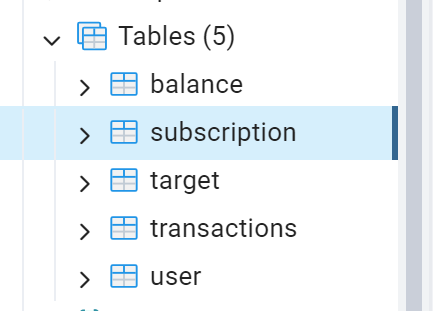 Tables (5)
balance
subscription
target
transactions
user